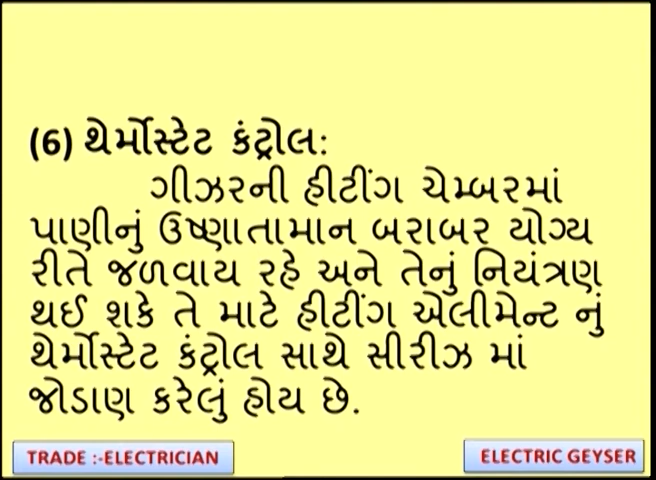 (6) થેર્મોસ્ટેટ કંટ્રોલ:
ગીઝરની હીટીંગ ચેમ્બરમાં
પાણીનું ઉષ્ણાતામાન બરાબર યોગ્ય
રીતે જળવાય રહે અને તેનું નિયંત્રણ
થઈ શકે તે માટે હીટીંગ એલીમેન્ટ નું
થેર્મોસ્ટેટ કંટ્રોલ સાથે સીરીઝ માં
જોડાણ કરેલું હોય છે.
TRADE :-ELECTRICIAN
ELECTRIC GEYSER